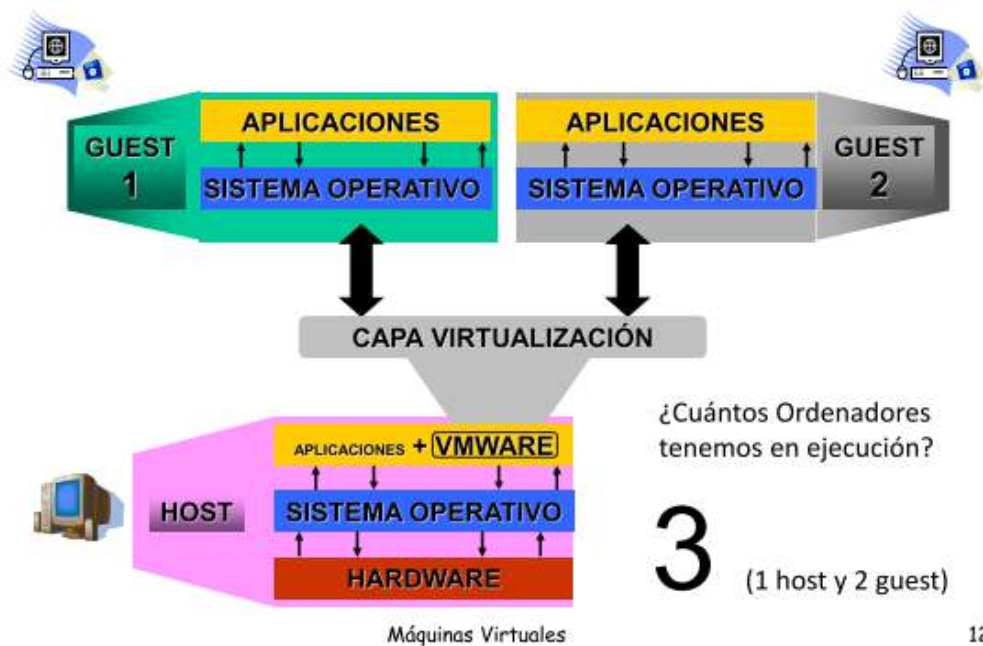 APLICACIONES
GUEST
1
SISTEMA OPERATIVO
APLICACIONES
GUEST
2
SISTEMA OPERATIVO
CAPA VIRTUALIZACIÓN
APLICACIONES + VMWARE
HOST
SISTEMA OPERATIVO
HARDWARE
¿Cuántos Ordenadores
tenemos en ejecución?
3 (1 host y 2 guest)
Máquinas Virtuales
12